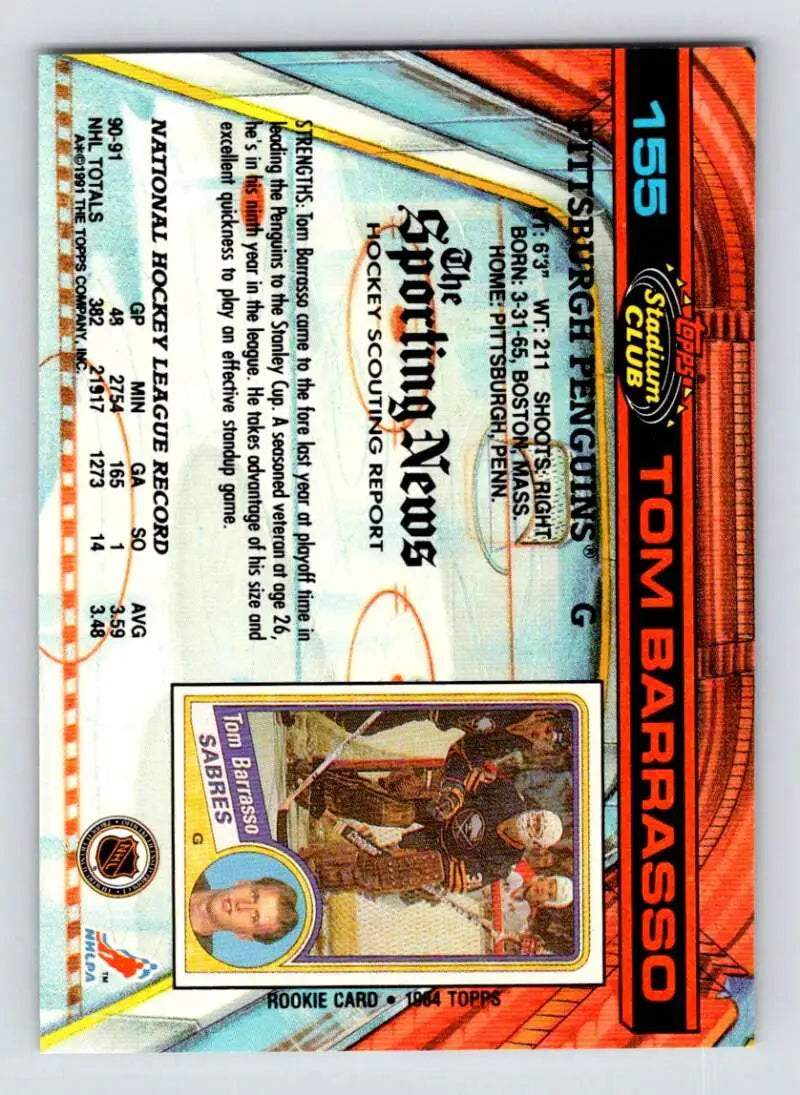 155
Topps
Stadium
CLUB
TOM BARRASSO
PITTSBURGH PENGUINS® G
HT: 6'3" WT: 211 SHOOTS: RIGHT
BORN: 3-31-65, BOSTON, MASS.
HOME: PITTSBURGH, PENN.
The
Sporting News
HOCKEY SCOUTING REPORT
STRENGTHS: Tom Barrasso came to the fore last year at playoff time in
leading the Penguins to the Stanley Cup. A seasoned veteran at age 26,
he's in his ninth year in the league. He takes advantage of his size and
excellent quickness to play an effective standup game.
NATIONAL HOCKEY LEAGUE RECORD
GP MIN GA SO AVG
90-91 48 2754 165 1 3.59
NHL TOTALS 382 21917 1273 14 3.48
A*©1991 THE TOPPS COMPANY, INC.
Tom Barrasso
SABRES
G
ROOKIE CARD • 1984 TOPPS
NHL
NHLPA
TM